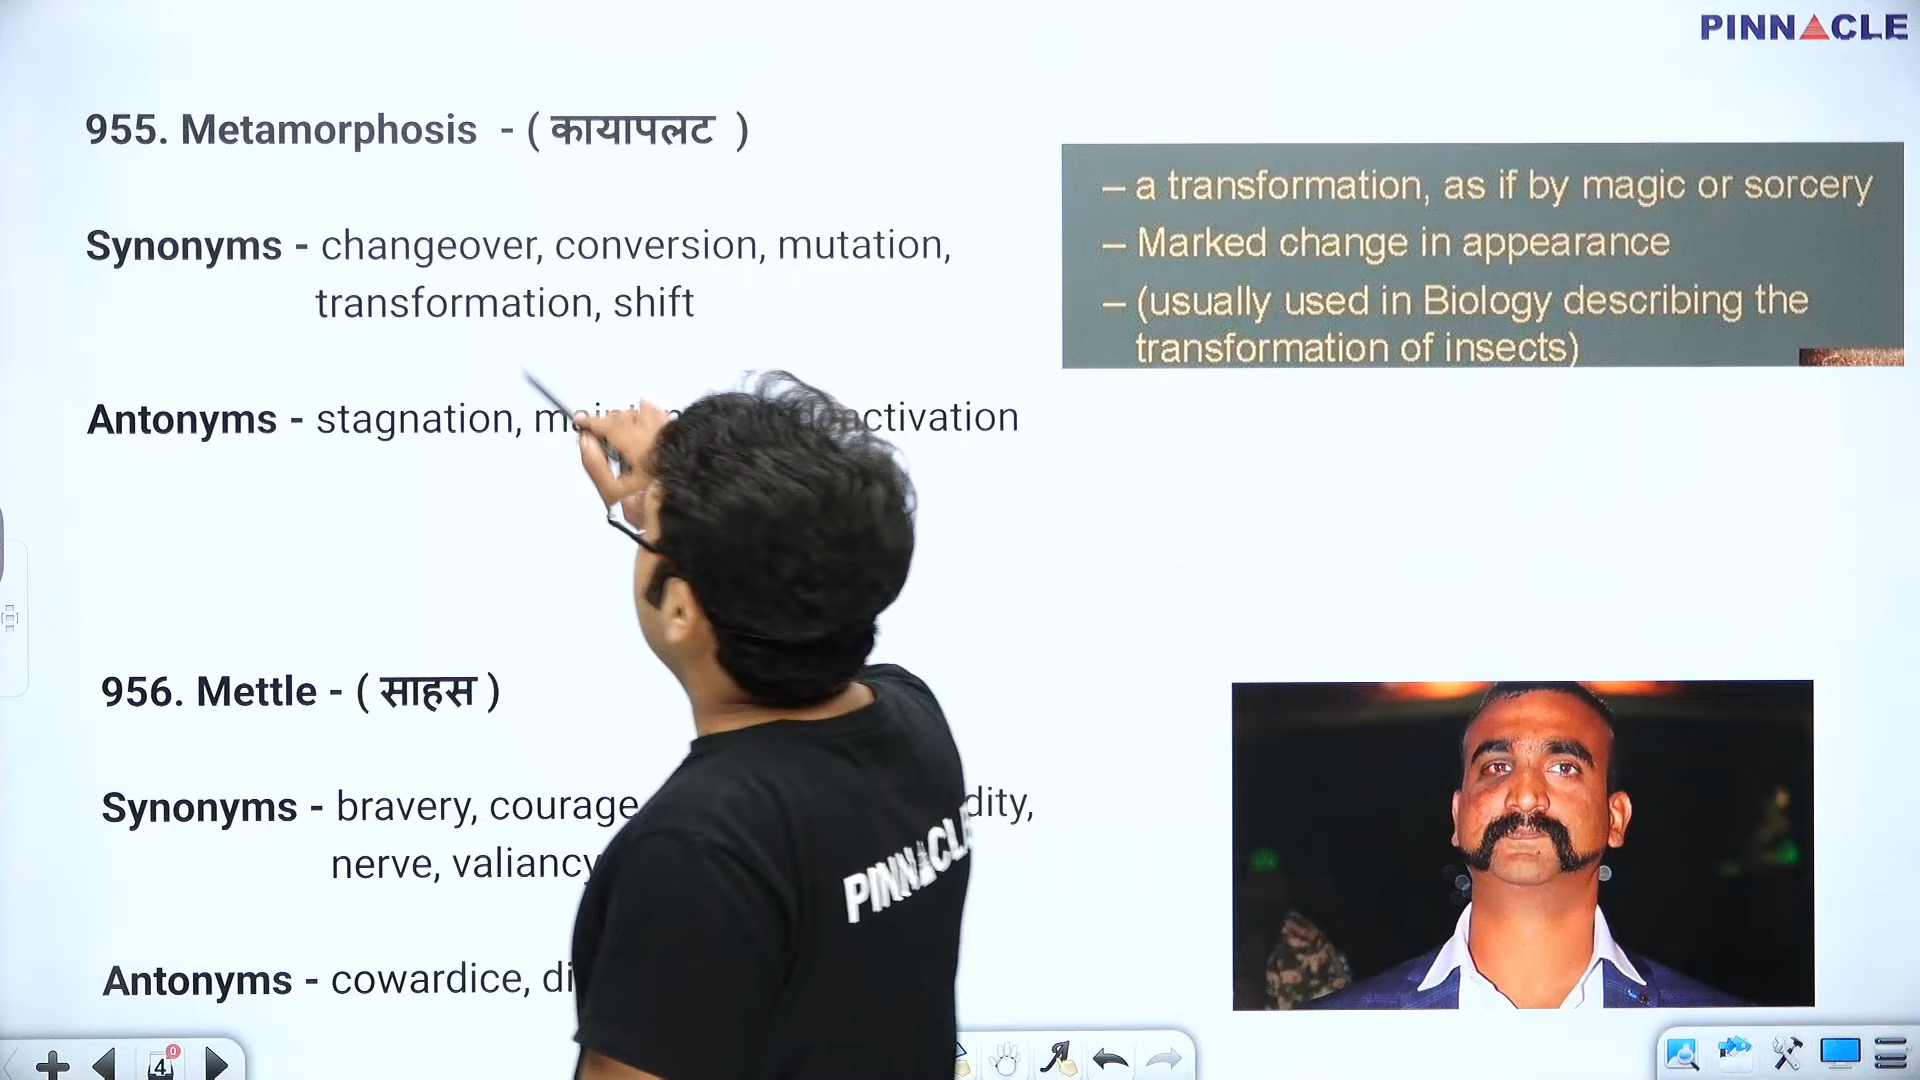 PINNACLE
955. Metamorphosis - ( कायापलट )
– a transformation, as if by magic or sorcery
– Marked change in appearance
– (usually used in Biology describing the
transformation of insects)
Synonyms - changeover, conversion, mutation,
transformation, shift
Antonyms - stagnation,
956. Mettle - ( साहस )
Synonyms - bravery, courage
nerve, valiancy
Antonyms - cowardice,
PINNACLE
4
0